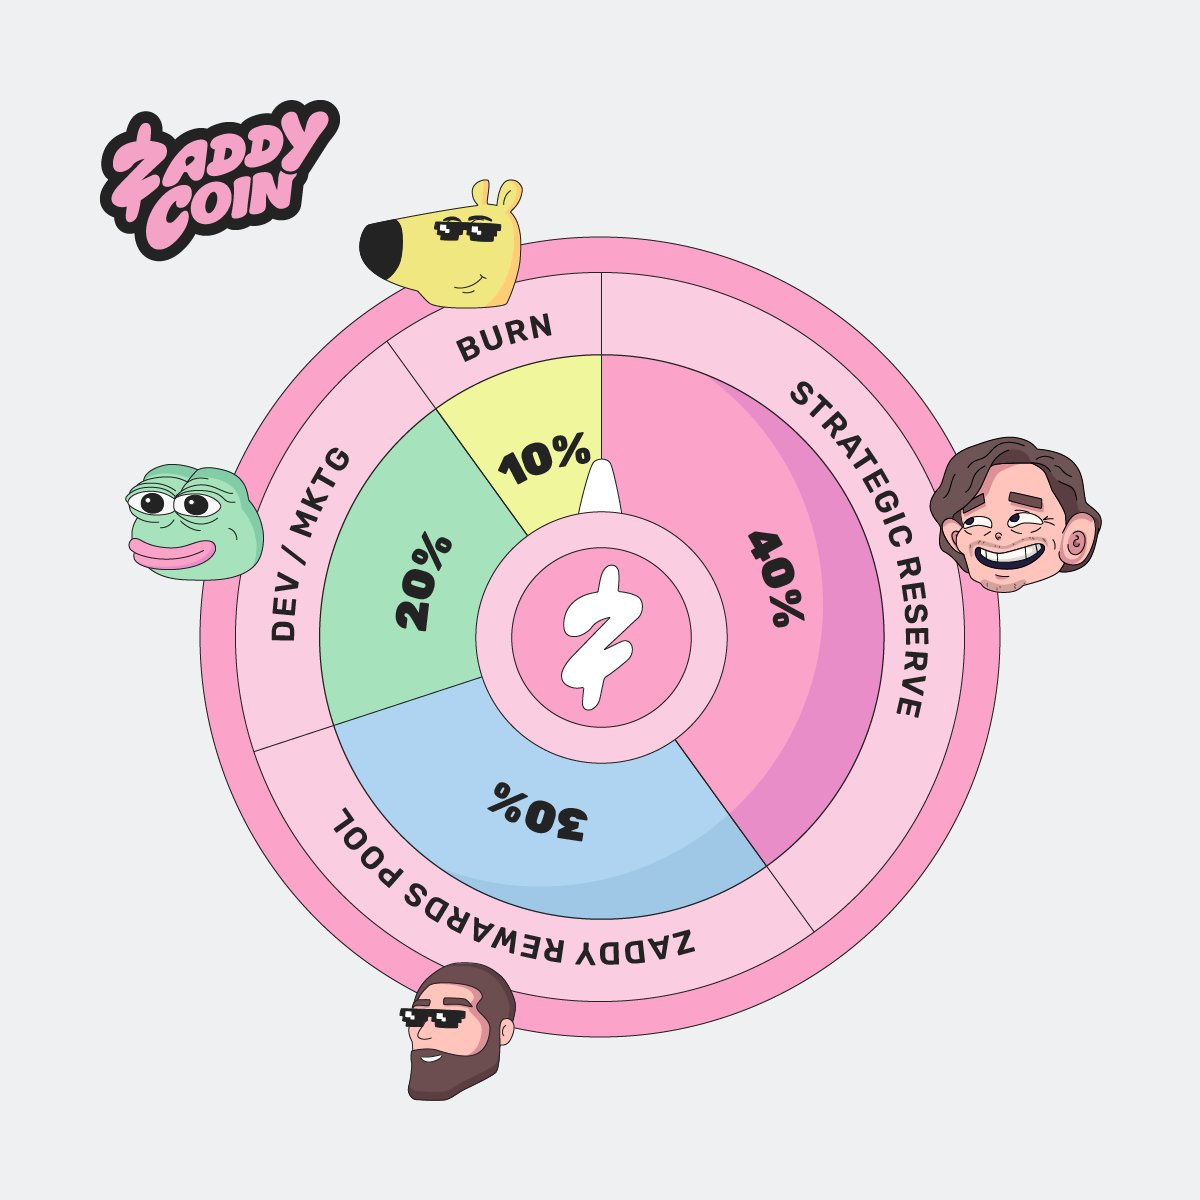 ZADDY
COIN
BURN
10%
STRATEGIC RESERVE
40%
DEV / MKTG
20%
30%
ZADDY REWARDS POOL